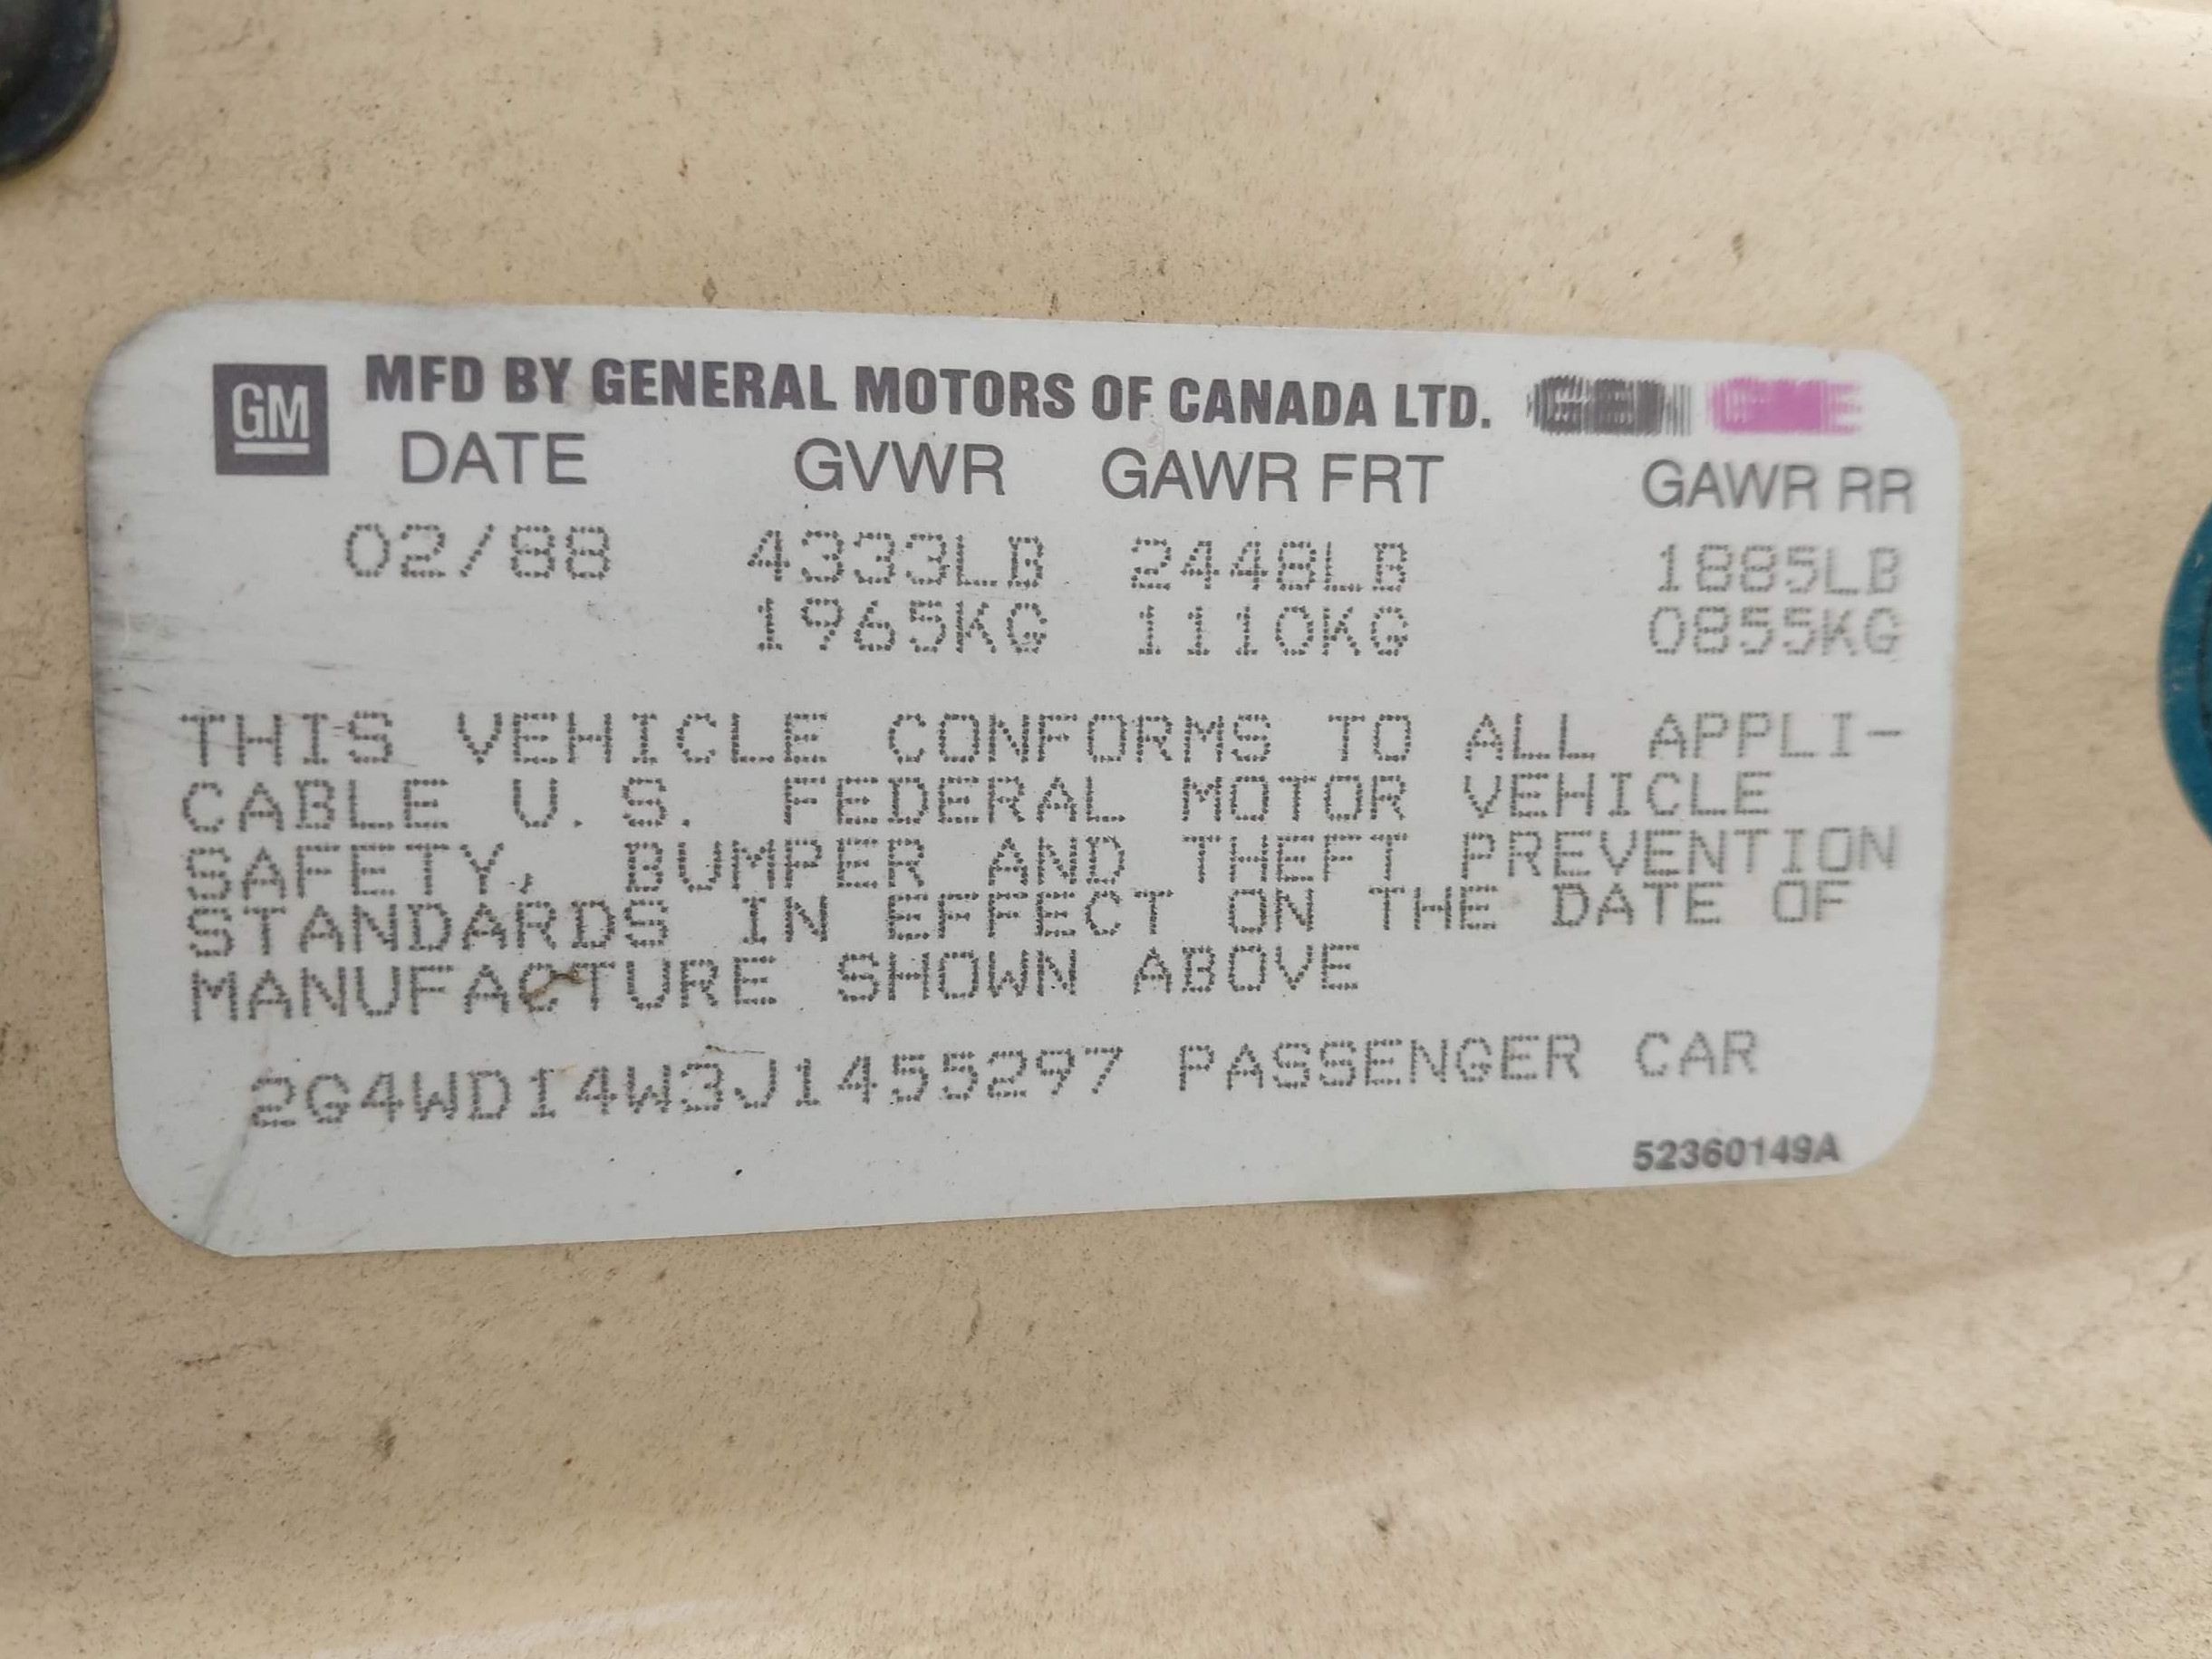 GM
MFD BY GENERAL MOTORS OF CANADA LTD.
DATE GVWR GAWR FRT GAWR RR
02/88 4333LB 2448LB 1885LB
1965KG 1110KG 0855KG
THIS VEHICLE CONFORMS TO ALL APPLI-
CABLE U.S. FEDERAL MOTOR VEHICLE
SAFETY, BUMPER AND THEFT PREVENTION
STANDARDS IN EFFECT ON THE DATE OF
MANUFACTURE SHOWN ABOVE
2G4WD14W3J1455297 PASSENGER CAR
52360149A